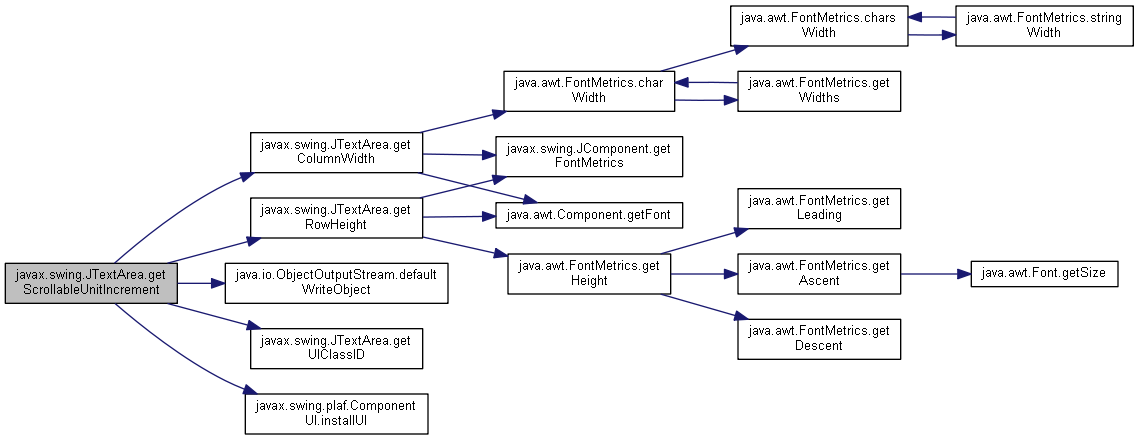 javax.swing.JTextArea.get
ScrollableUnitIncrement
javax.swing.JTextArea.get
ColumnWidth
javax.swing.JTextArea.get
RowHeight
java.io.ObjectOutputStream.default
WriteObject
javax.swing.JTextArea.get
UIClassID
javax.swing.plaf.Component
UI.installUI
java.awt.FontMetrics.char
Width
javax.swing.JComponent.get
FontMetrics
java.awt.Component.getFont
java.awt.FontMetrics.get
Height
java.awt.FontMetrics.chars
Width
java.awt.FontMetrics.get
Widths
java.awt.FontMetrics.get
Leading
java.awt.FontMetrics.get
Ascent
java.awt.FontMetrics.get
Descent
java.awt.FontMetrics.string
Width
java.awt.Font.getSize